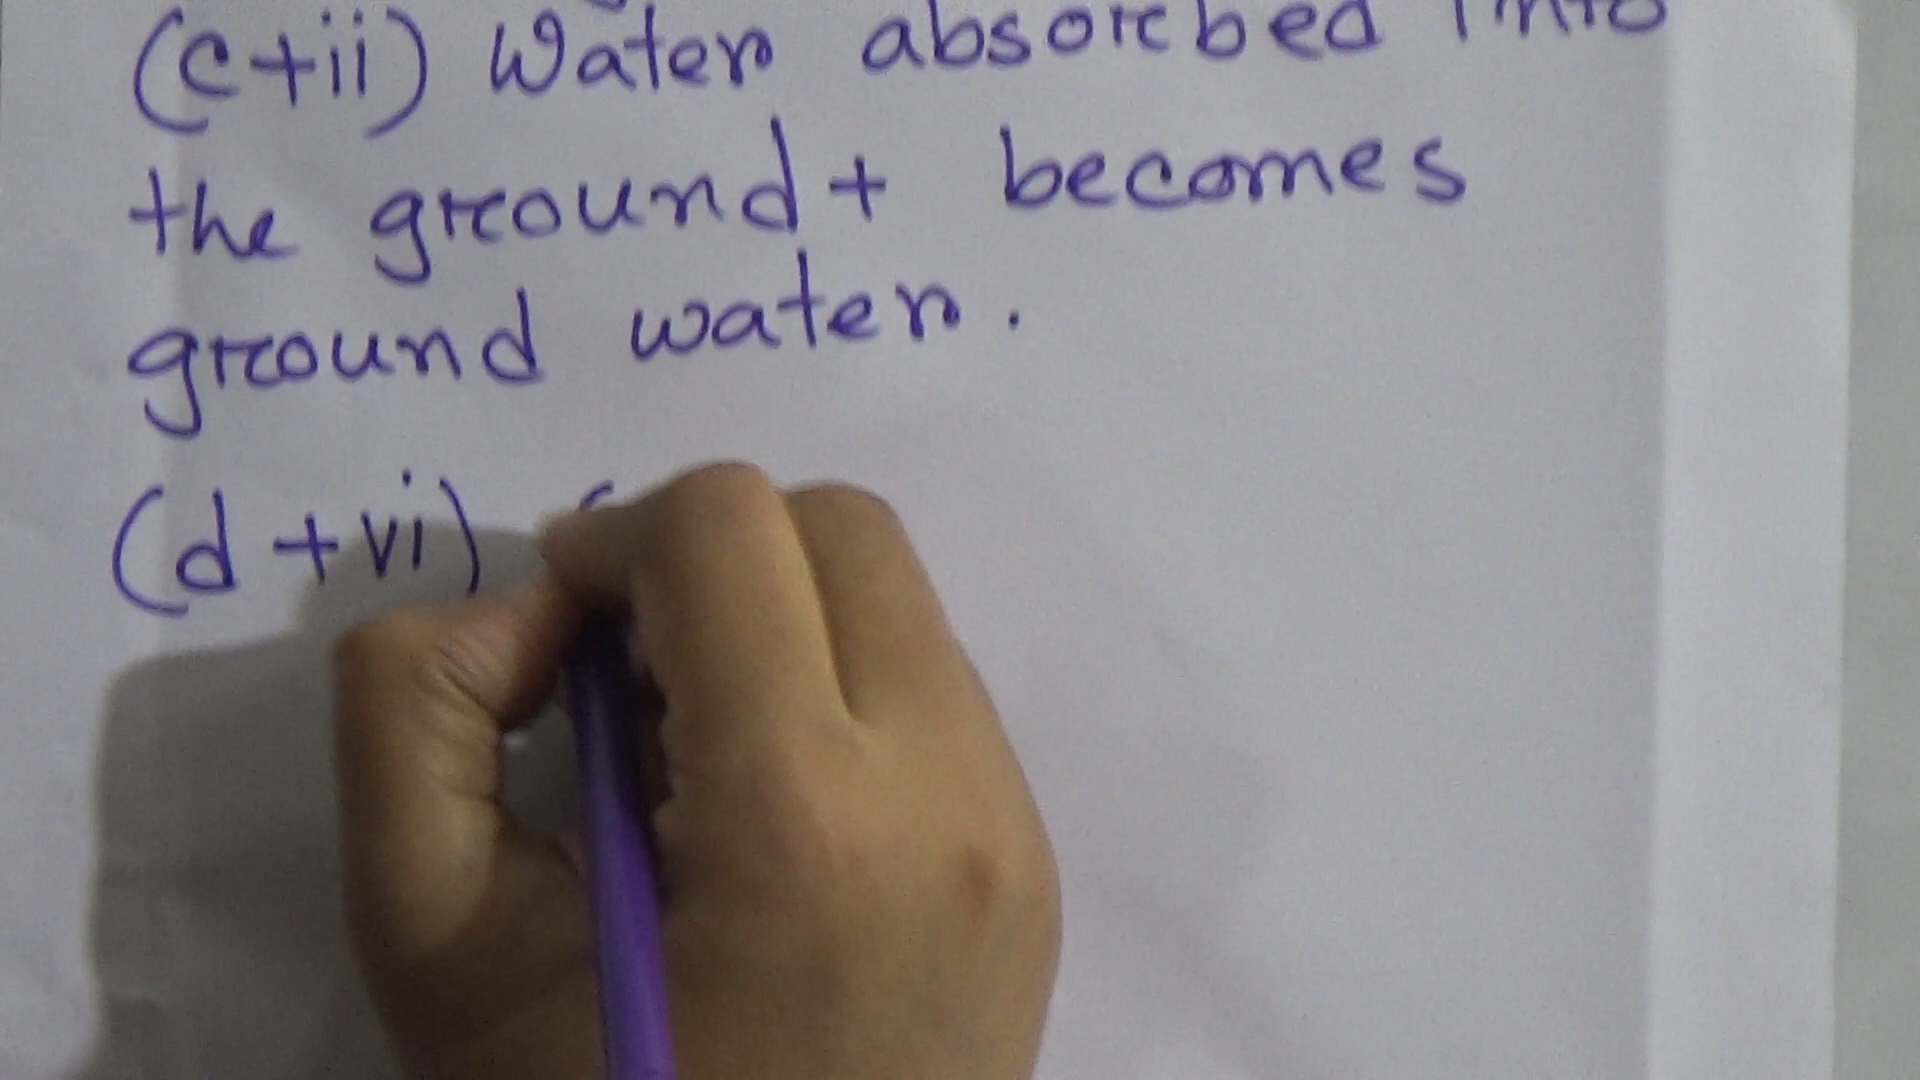 (c+ii) Water absorbed into
the ground + becomes
ground water.
(d+vi)